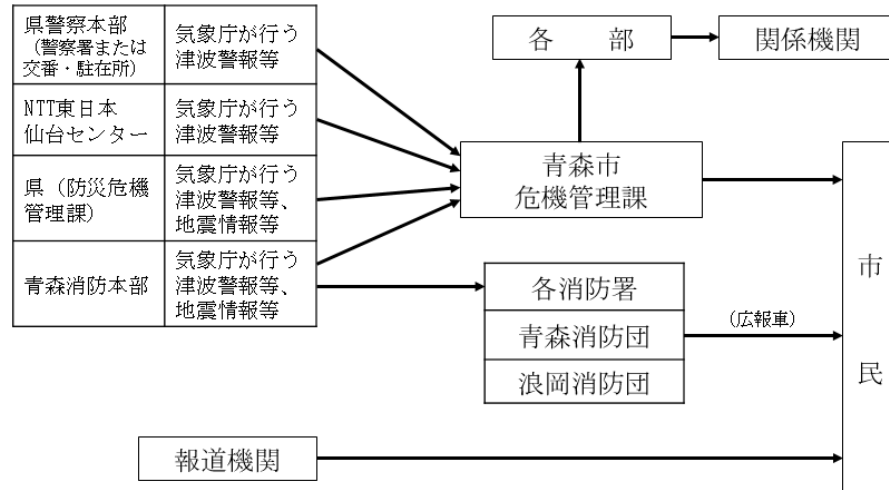 県警察本部
（警察署または
交番・駐在所）
気象庁が行う
津波警報等
NTT東日本
仙台センター
気象庁が行う
津波警報等
県（防災危機
管理課）
気象庁が行う
津波警報等、
地震情報等
青森消防本部
気象庁が行う
津波警報等、
地震情報等
各　　部
関係機関
青森市
危機管理課
各消防署
青森消防団
浪岡消防団
（広報車）
報道機関
市
民